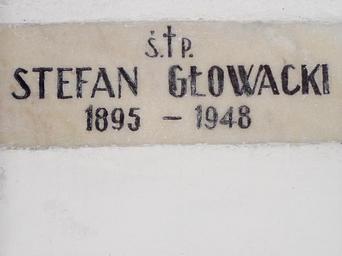 Ś.†P.
STEFAN GŁOWACKI
1895 – 1948